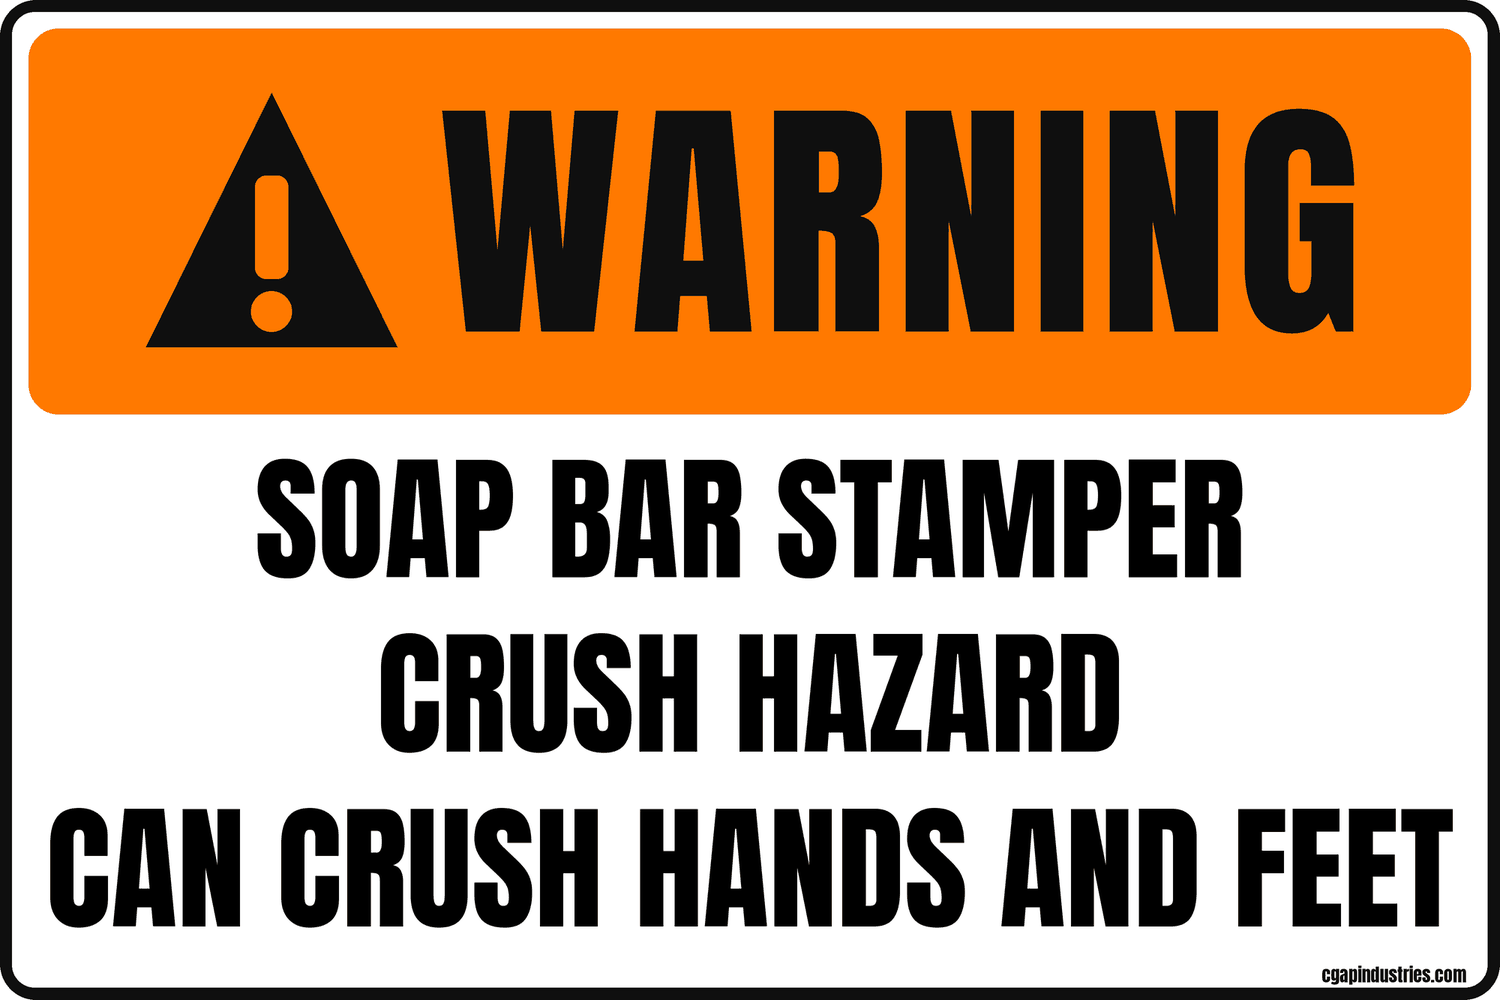 WARNING
SOAP BAR STAMPER
CRUSH HAZARD
CAN CRUSH HANDS AND FEET
cgapindustries.com